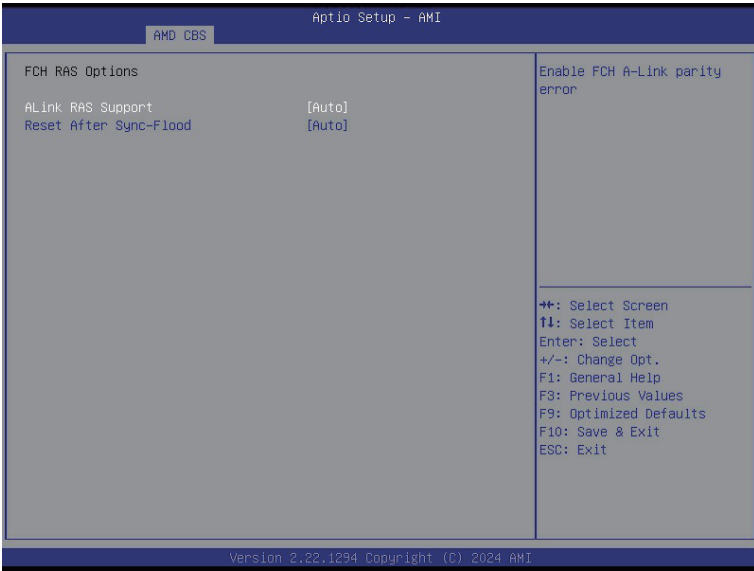 Aptio Setup – AMI
AMD CBS
FCH RAS Options
ALink RAS Support [Auto]
Reset After Sync-Flood [Auto]
Enable FCH A-Link parity
error
→←: Select Screen
↑↓: Select Item
Enter: Select
+/-: Change Opt.
F1: General Help
F3: Previous Values
F9: Optimized Defaults
F10: Save & Exit
ESC: Exit
Version 2.22.1294 Copyright (C) 2024 AMI